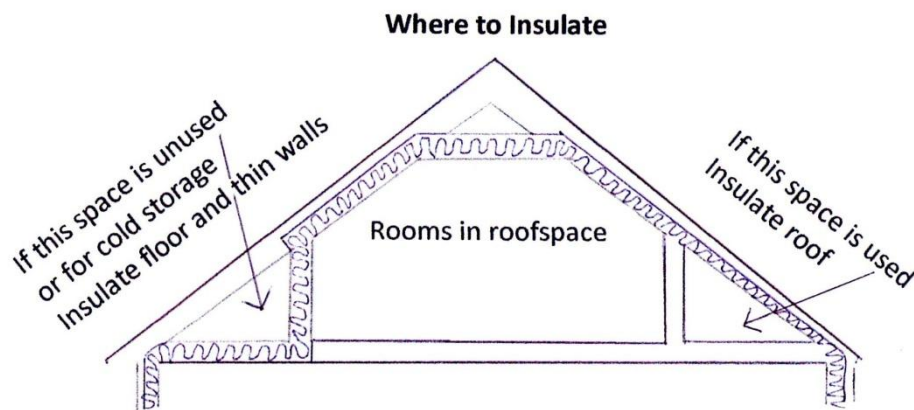 Where to Insulate
If this space is unused
or for cold storage
Insulate floor and thin walls
Rooms in roofspace
If this space is used
Insulate roof